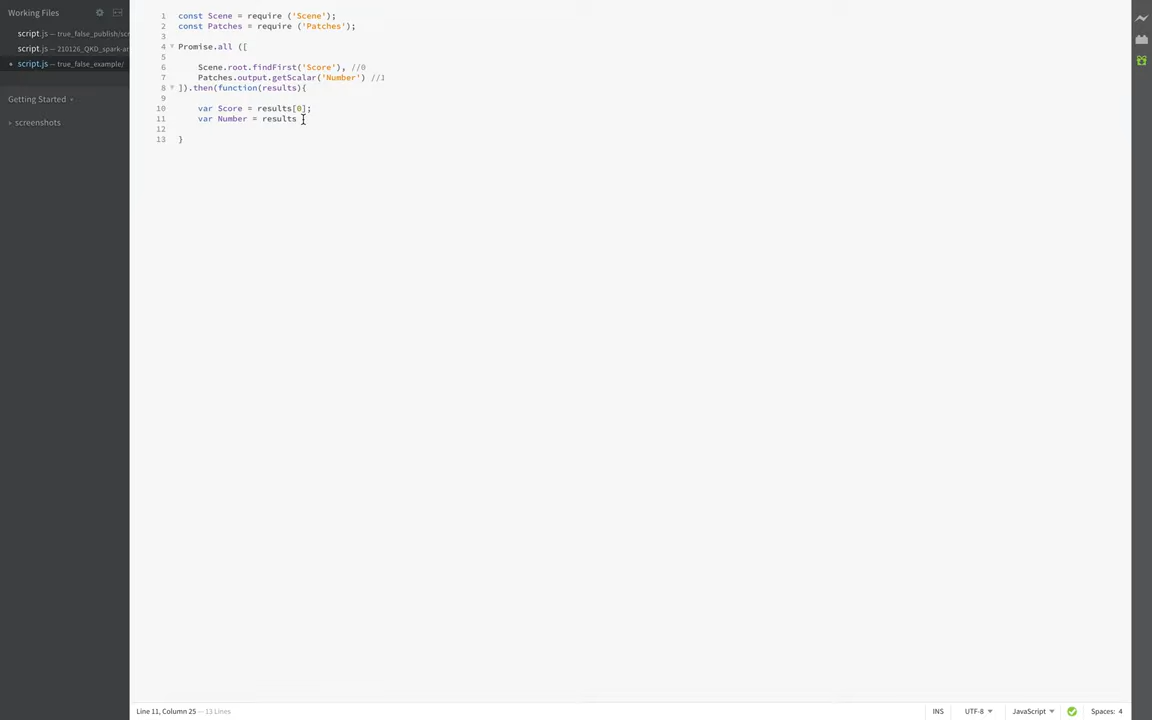 Working Files
script.js — true_false_publish/scr
script.js — 210126_QKD_spark-ar
script.js — true_false_example/
Getting Started
screenshots
1 const Scene = require ('Scene');
2 const Patches = require ('Patches');
3
4 Promise.all ([
5
6 Scene.root.findFirst('Score'), //0
7 Patches.output.getScalar('Number') //1
8 ]).then(function(results){
9
10 var Score = results[0];
11 var Number = results
12
13 }
Line 11, Column 25 — 13 Lines
INS
UTF-8
JavaScript
Spaces: 4